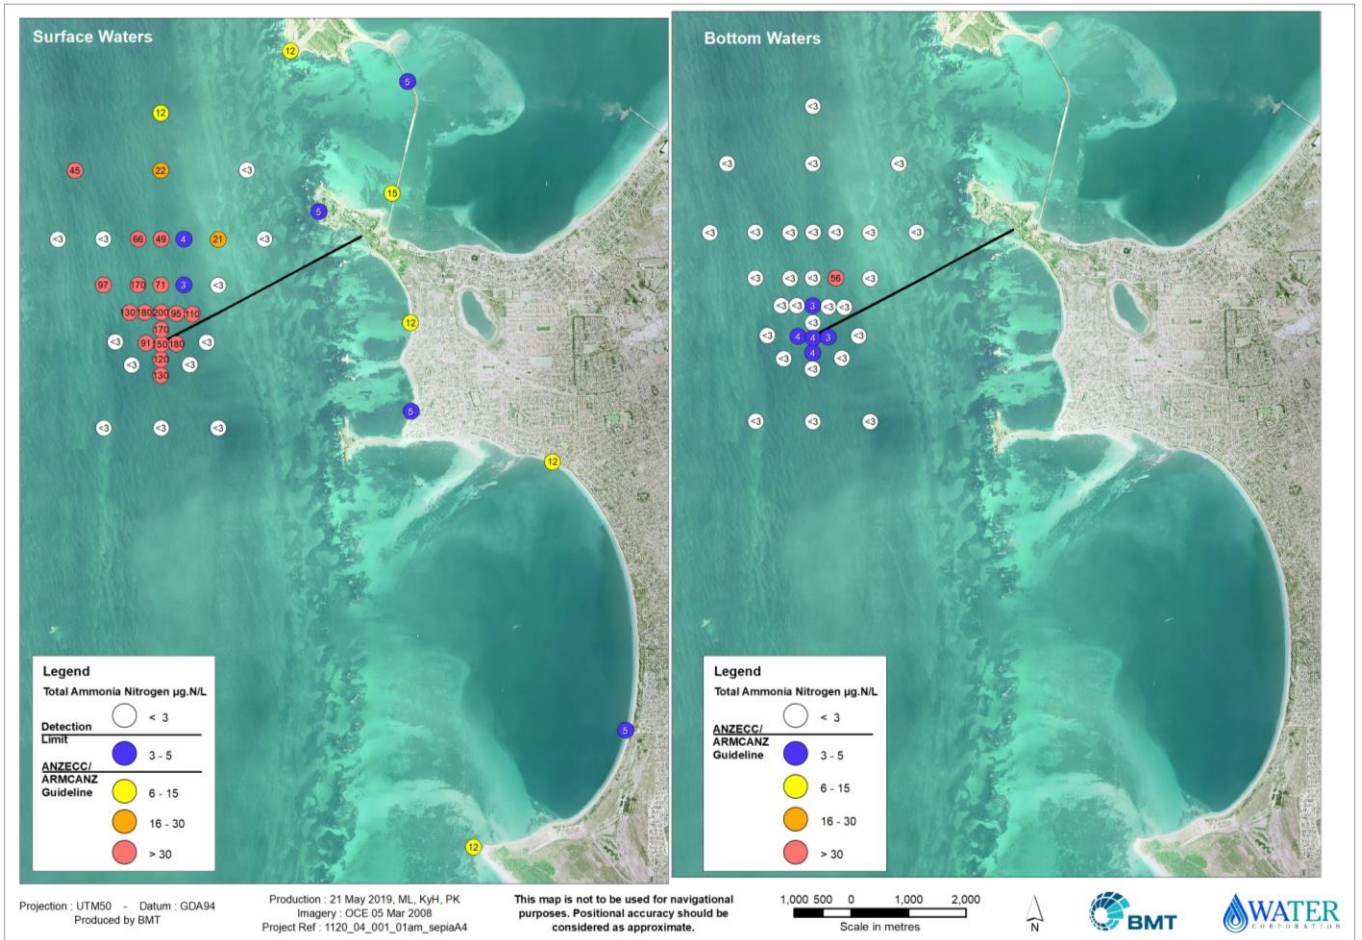 Surface Waters
12
5
12
45
22
<3
15
5
<3
<3
66
49
4
21
<3
97
170
71
3
<3
130
180
200
95
110
170
<3
91
150
180
<3
120
<3
<3
130
<3
<3
<3
12
5
12
5
12
Legend
Total Ammonia Nitrogen µg.N/L
< 3
Detection
Limit
3 - 5
ANZECC/
ARMCANZ
Guideline
6 - 15
16 - 30
> 30
Bottom Waters
<3
<3
<3
<3
<3
<3
<3
<3
<3
<3
<3
<3
<3
<3
56
<3
<3
<3
3
<3
<3
<3
<3
4
4
3
<3
4
<3
<3
<3
<3
<3
<3
Legend
Total Ammonia Nitrogen µg.N/L
< 3
ANZECC/
ARMCANZ
Guideline
3 - 5
6 - 15
16 - 30
> 30
Projection : UTM50 - Datum : GDA94
Produced by BMT
Production : 21 May 2019, ML, KyH, PK
Imagery : OCE 05 Mar 2008
Project Ref : 1120_04_001_01am_sepiaA4
This map is not to be used for navigational
purposes. Positional accuracy should be
considered as approximate.
1,000 500 0 1,000 2,000
Scale in metres
N
BMT
WATER
CORPORATION